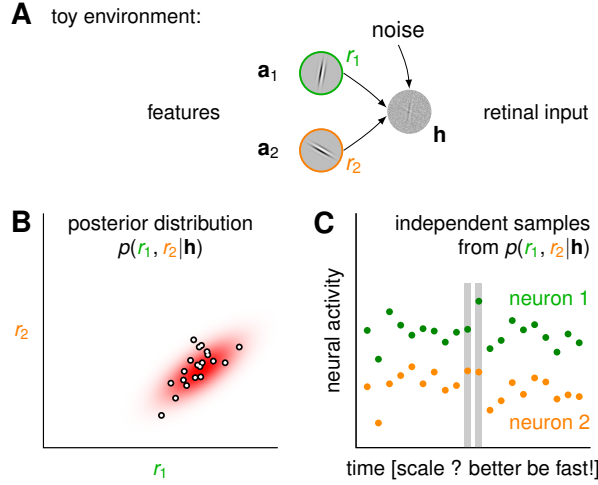 A toy environment:
noise
a1 r1
features
retinal input
h
a2 r2
B posterior distribution
p(r1, r2|h)
r2
r1
C independent samples
from p(r1, r2|h)
neural activity
neuron 1
neuron 2
time [scale ? better be fast!]